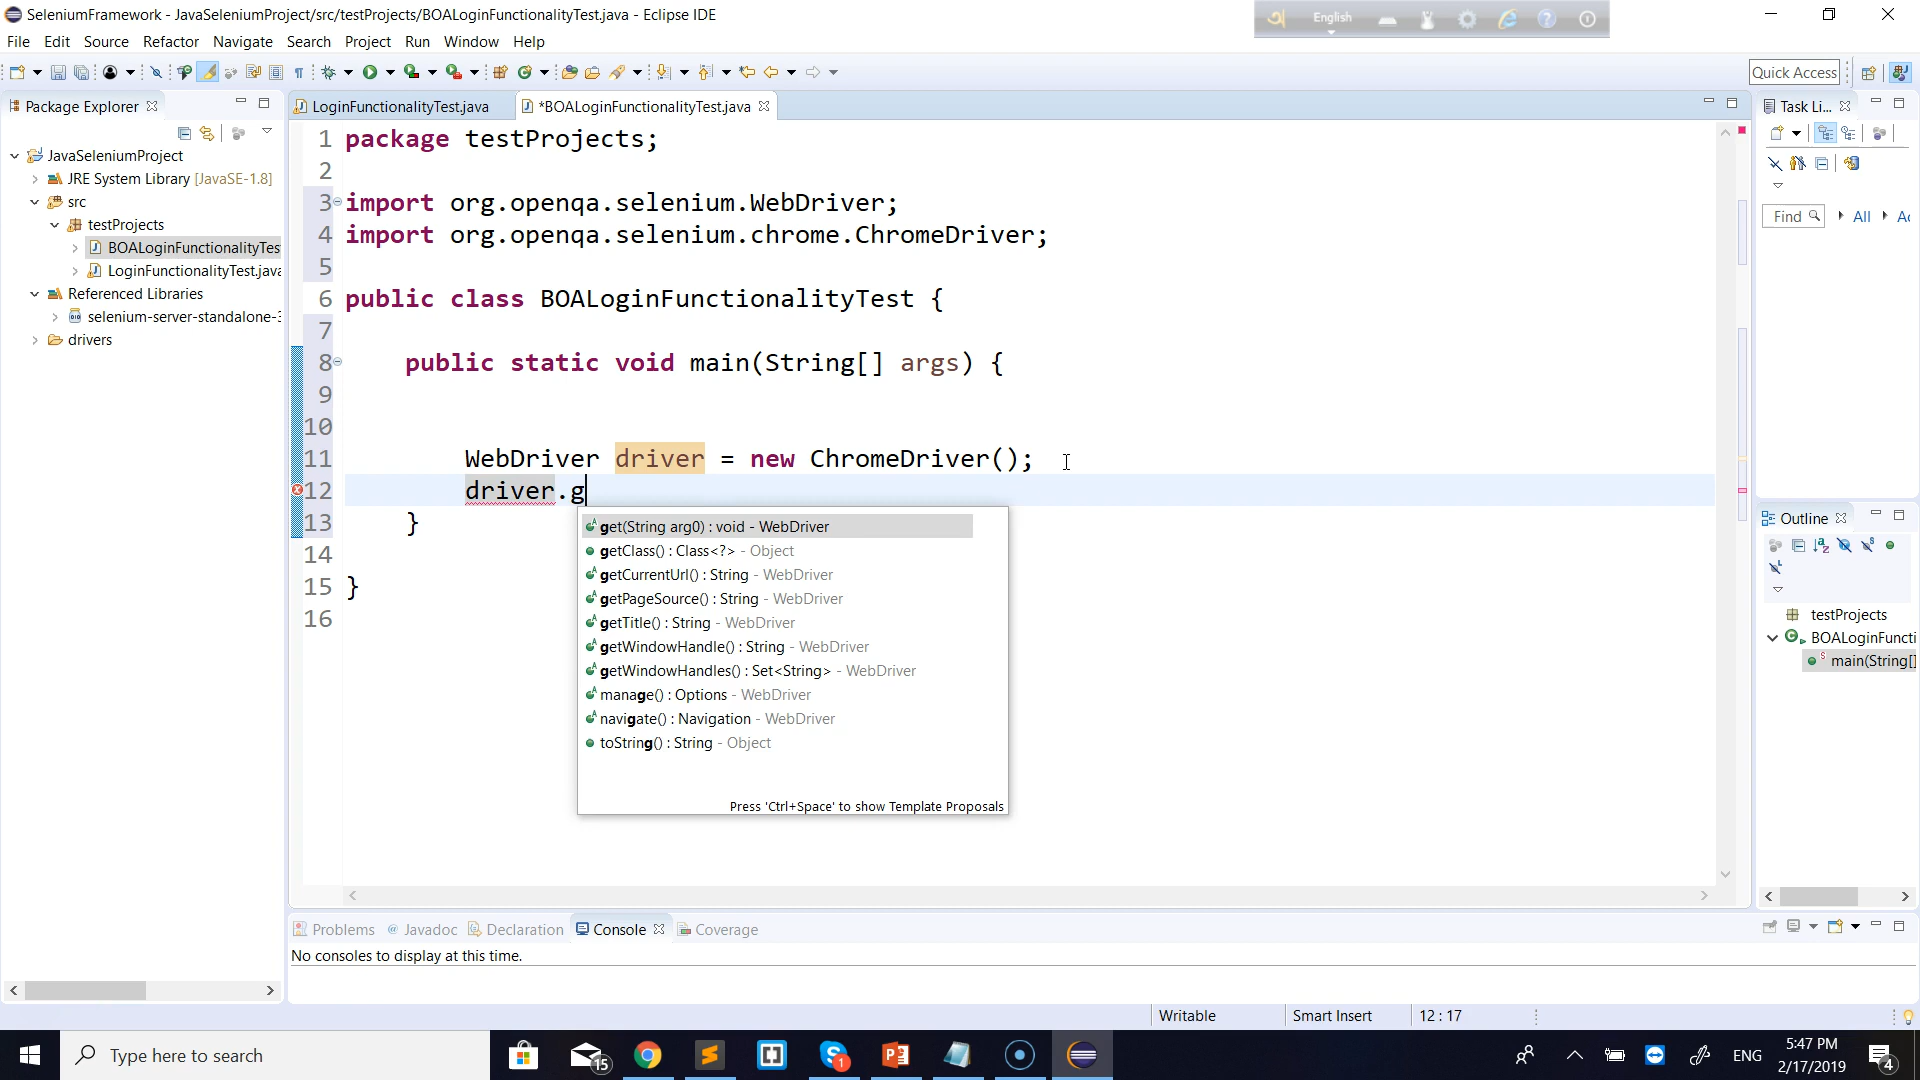 SeleniumFramework - JavaSeleniumProject/src/testProjects/BOALoginFunctionalityTest.java - Eclipse IDE
English
File Edit Source Refactor Navigate Search Project Run Window Help
Quick Access
Package Explorer
LoginFunctionalityTest.java
*BOALoginFunctionalityTest.java
Task Li...
JavaSeleniumProject
JRE System Library [JavaSE-1.8]
src
testProjects
BOALoginFunctionalityTes
LoginFunctionalityTest.java
Referenced Libraries
selenium-server-standalone-3
drivers
1 package testProjects;
2
3 import org.openqa.selenium.WebDriver;
4 import org.openqa.selenium.chrome.ChromeDriver;
5
6 public class BOALoginFunctionalityTest {
7
8 public static void main(String[] args) {
9
10
11 WebDriver driver = new ChromeDriver();
12 driver.g
13 }
14
15 }
16
get(String arg0) : void - WebDriver
getClass() : Class<?> - Object
getCurrentUrl() : String - WebDriver
getPageSource() : String - WebDriver
getTitle() : String - WebDriver
getWindowHandle() : String - WebDriver
getWindowHandles() : Set<String> - WebDriver
manage() : Options - WebDriver
navigate() : Navigation - WebDriver
toString() : String - Object
Press 'Ctrl+Space' to show Template Proposals
Find All Ac
Outline
testProjects
BOALoginFuncti
main(String[]
Problems @ Javadoc Declaration Console Coverage
No consoles to display at this time.
Writable Smart Insert 12 : 17
Type here to search
15
1
ENG
5:47 PM
2/17/2019
4